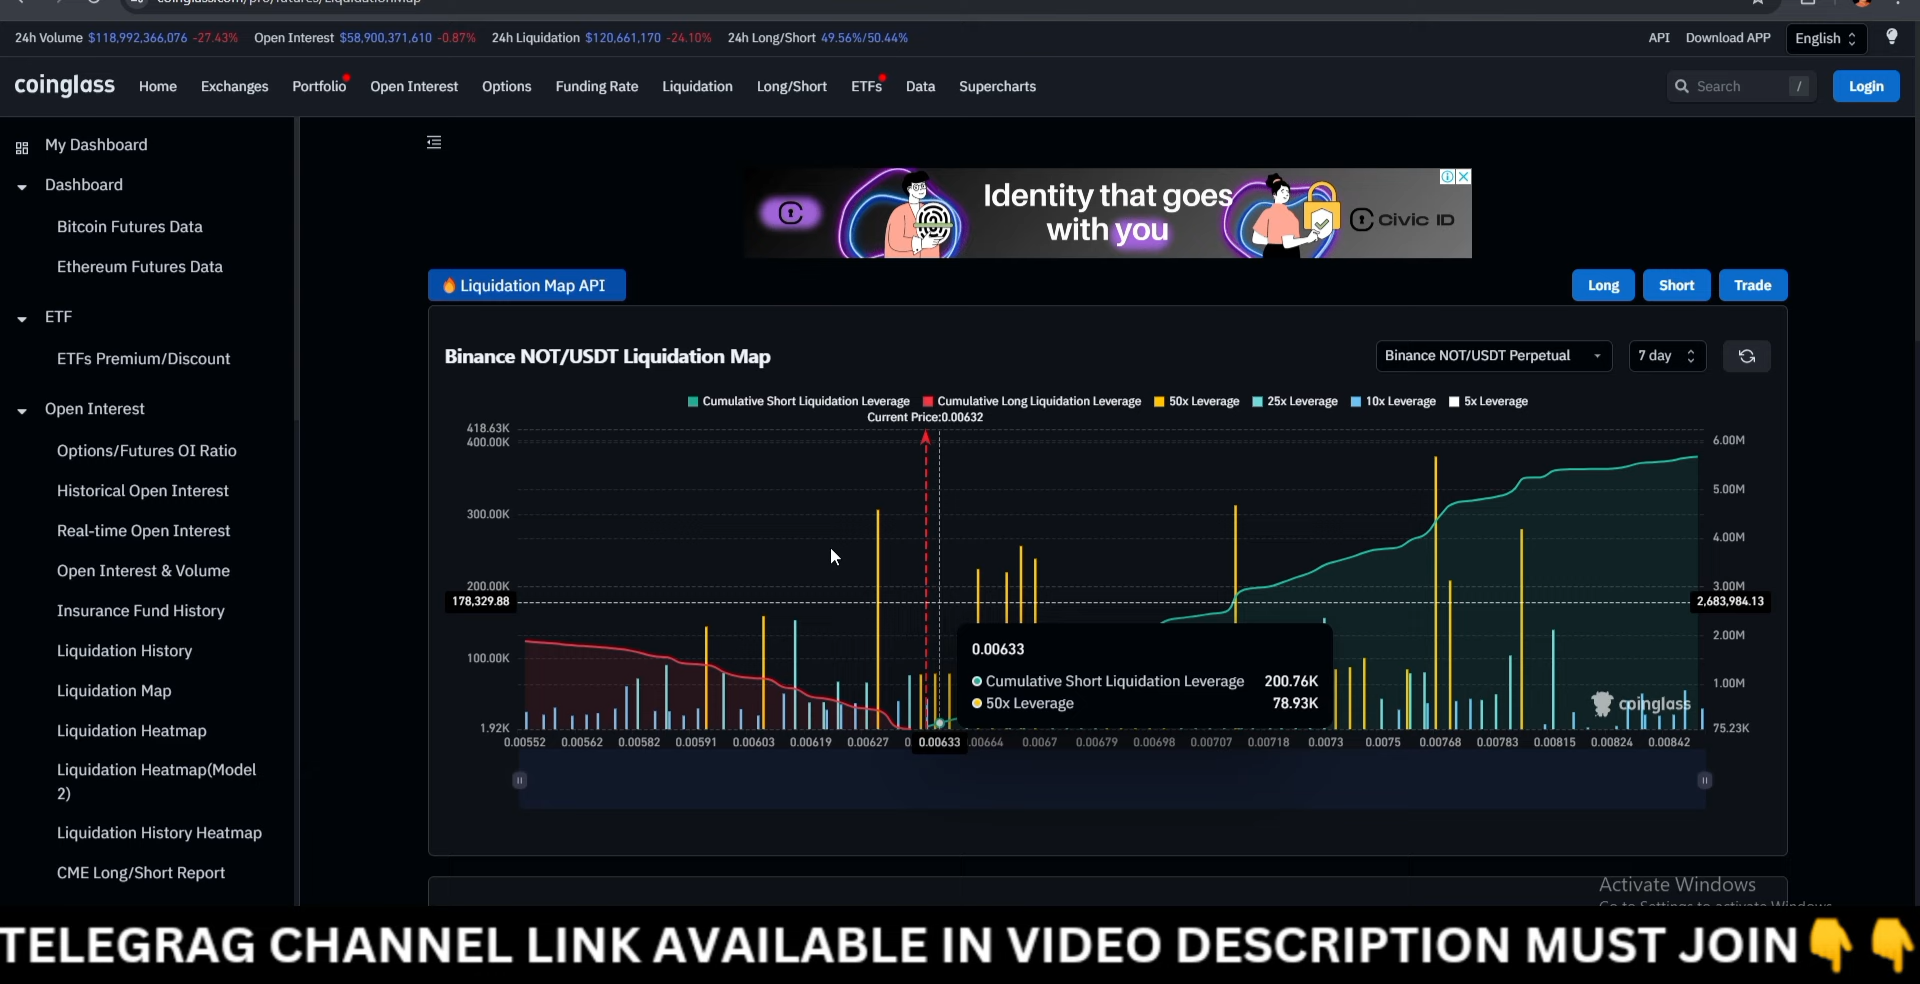 24h Volume $118,992,366,076 -27.43% Open Interest $58,900,371,610 -0.87% 24h Liquidation $120,661,170 -24.10% 24h Long/Short 49.56%/50.44% API Download APP English
coinglass Home Exchanges Portfolio Open Interest Options Funding Rate Liquidation Long/Short ETFs Data Supercharts Search / Login
My Dashboard
Dashboard
Bitcoin Futures Data
Ethereum Futures Data
ETF
ETFs Premium/Discount
Open Interest
Options/Futures OI Ratio
Historical Open Interest
Real-time Open Interest
Open Interest & Volume
Insurance Fund History
Liquidation History
Liquidation Map
Liquidation Heatmap
Liquidation Heatmap(Model
2)
Liquidation History Heatmap
CME Long/Short Report
Identity that goes
with you
Civic ID
Liquidation Map API Long Short Trade
Binance NOT/USDT Liquidation Map Binance NOT/USDT Perpetual 7 day
Cumulative Short Liquidation Leverage Cumulative Long Liquidation Leverage 50x Leverage 25x Leverage 10x Leverage 5x Leverage
Current Price:0.00632
418.63K
400.00K 6.00M
5.00M
300.00K
4.00M
200.00K 3.00M
178,329.88 2,683,984.13
2.00M
100.00K
1.00M
1.92K 75.23K
0.00633
Cumulative Short Liquidation Leverage 200.76K
50x Leverage 78.93K
coinglass
0.00552 0.00562 0.00582 0.00591 0.00603 0.00619 0.00627 0.00633 0.0067 0.00679 0.00698 0.00707 0.00718 0.0073 0.0075 0.00768 0.00783 0.00815 0.00824 0.00842
Activate Windows
TELEGRAG CHANNEL LINK AVAILABLE IN VIDEO DESCRIPTION MUST JOIN